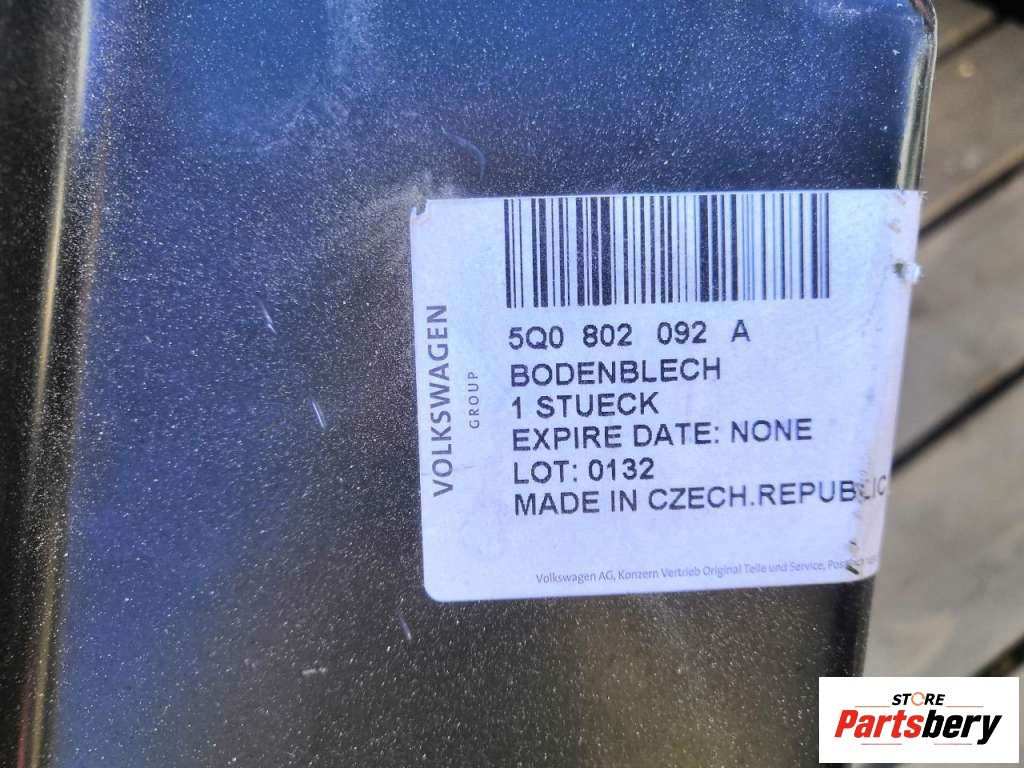 VOLKSWAGEN
GROUP
5Q0 802 092 A
BODENBLECH
1 STUECK
EXPIRE DATE: NONE
LOT: 0132
MADE IN CZECH.REPUBLIC
Volkswagen AG, Konzern Vertrieb Original Teile und Service,
STORE
Partsbery